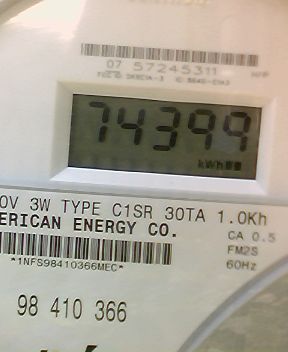 07 57245311
74399
kWh
0V 3W TYPE C1SR 30TA 1.0Kh
ERICAN ENERGY CO.
CA 0.5
FM2S
60Hz
*1NFS98410366MEC*
98 410 366